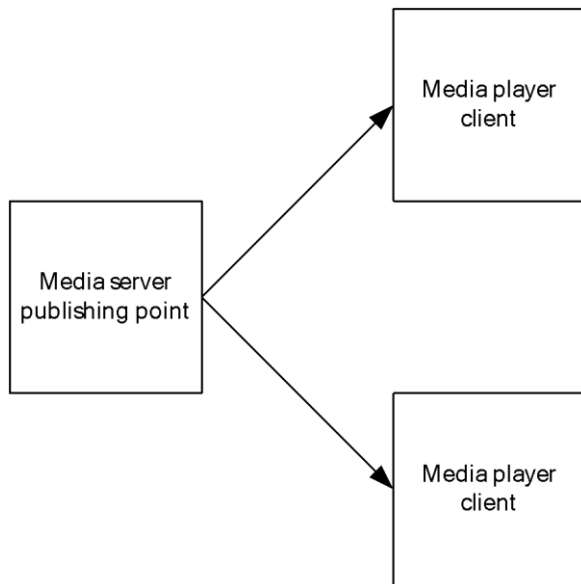 Media player
client
Media server
publishing point
Media player
client